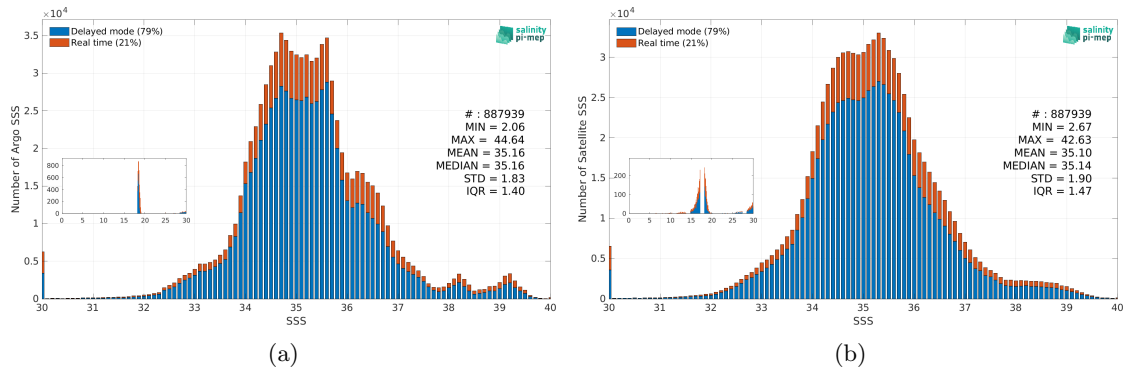 ×10^4
Delayed mode (79%)
Real time (21%)
salinity
pi-mep
3.5
3
2.5
2
1.5
1
0.5
0
Number of Argo SSS
# : 887939
MIN = 2.06
MAX = 44.64
MEAN = 35.16
MEDIAN = 35.16
STD = 1.83
IQR = 1.40
800
600
400
200
0
0 5 10 15 20 25 30
30 31 32 33 34 35 36 37 38 39 40
SSS
(a)
×10^4
Delayed mode (79%)
Real time (21%)
salinity
pi-mep
3
2.5
2
1.5
1
0.5
0
Number of Satellite SSS
# : 887939
MIN = 2.67
MAX = 42.63
MEAN = 35.10
MEDIAN = 35.14
STD = 1.90
IQR = 1.47
200
100
0
0 5 10 15 20 25 30
30 31 32 33 34 35 36 37 38 39 40
SSS
(b)